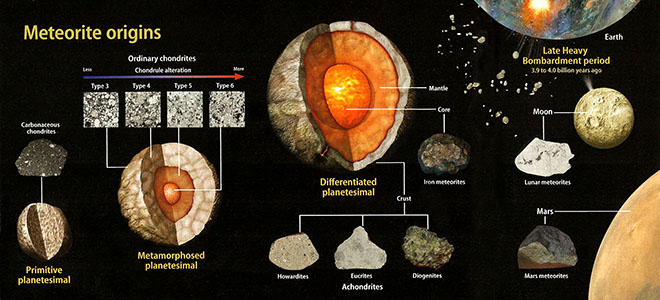 Meteorite origins
Ordinary chondrites
Chondrule alteration
Less
More
Type 3
Type 4
Type 5
Type 6
Carbonaceous
chondrites
Primitive
planetesimal
Metamorphosed
planetesimal
Differentiated
planetesimal
Mantle
Core
Iron meteorites
Crust
Howardites
Eucrites
Diogenites
Achondrites
Earth
Late Heavy
Bombardment period
3.9 to 4.0 billion years ago
Moon
Lunar meteorites
Mars
Mars meteorites